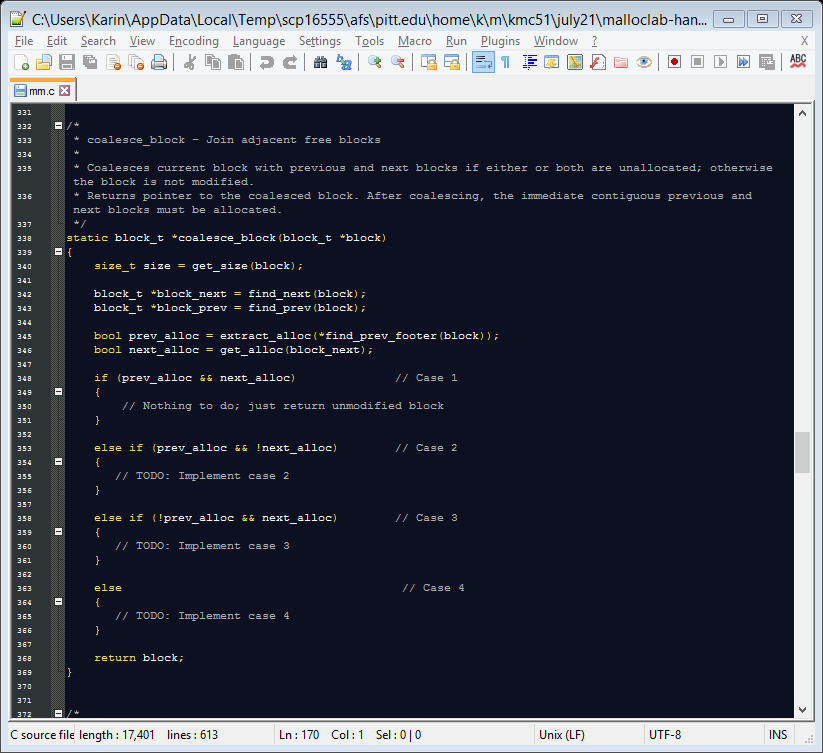 C:\Users\Karin\AppData\Local\Temp\scp16555\afs\pitt.edu\home\k\m\kmc51\july21\malloclab-han...
File Edit Search View Encoding Language Settings Tools Macro Run Plugins Window ? X
ABC
mm.c
331
332 /*
333  * coalesce_block - Join adjacent free blocks
334  *
335  * Coalesces current block with previous and next blocks if either or both are unallocated; otherwise
the block is not modified.
336  * Returns pointer to the coalesced block. After coalescing, the immediate contiguous previous and
next blocks must be allocated.
337  */
338 static block_t *coalesce_block(block_t *block)
339 {
340     size_t size = get_size(block);
341
342     block_t *block_next = find_next(block);
343     block_t *block_prev = find_prev(block);
344
345     bool prev_alloc = extract_alloc(*find_prev_footer(block));
346     bool next_alloc = get_alloc(block_next);
347
348     if (prev_alloc && next_alloc)              // Case 1
349     {
350         // Nothing to do; just return unmodified block
351     }
352
353     else if (prev_alloc && !next_alloc)        // Case 2
354     {
355        // TODO: Implement case 2
356     }
357
358     else if (!prev_alloc && next_alloc)        // Case 3
359     {
360        // TODO: Implement case 3
361     }
362
363     else                                        // Case 4
364     {
365        // TODO: Implement case 4
366     }
367
368     return block;
369 }
370
371
372 /*
C source file length : 17,401 lines : 613 Ln : 170 Col : 1 Sel : 0 | 0 Unix (LF) UTF-8 INS